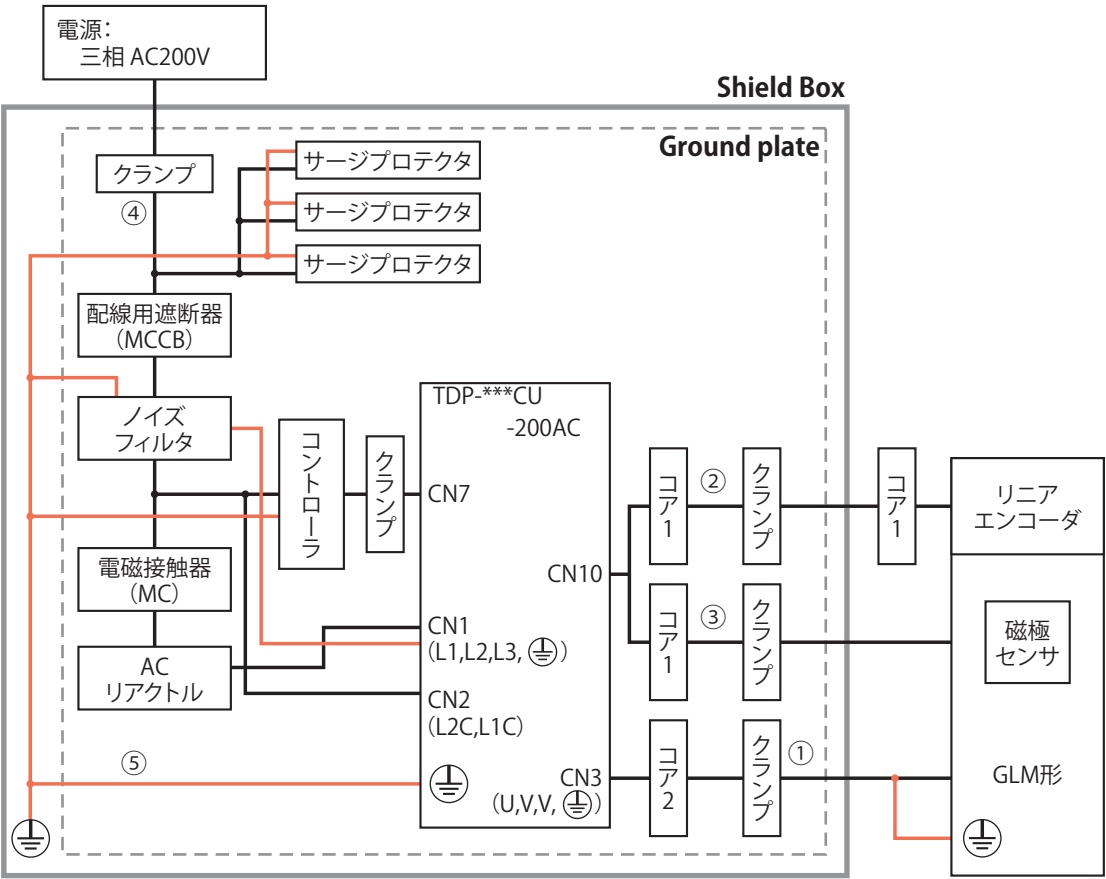 電源：
三相 AC200V
Shield Box
Ground plate
クランプ
④
サージプロテクタ
サージプロテクタ
サージプロテクタ
配線用遮断器
（MCCB）
ノイズ
フィルタ
コントローラ
クランプ
TDP-***CU
-200AC
CN7
電磁接触器
（MC）
AC
リアクトル
CN1
(L1,L2,L3, )
CN2
(L2C,L1C)
⑤
CN10
CN3
(U,V,V, )
コア1
②
クランプ
コア1
コア1
③
クランプ
コア2
クランプ
①
リニア
エンコーダ
磁極
センサ
GLM形